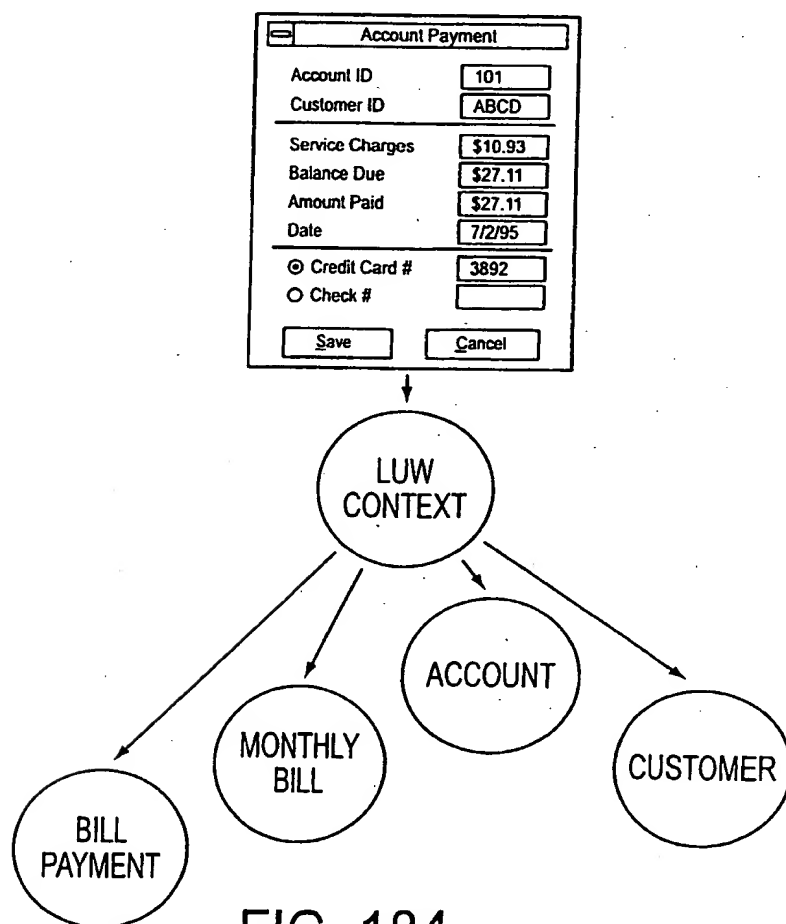 Account Payment
Account ID 101
Customer ID ABCD
Service Charges $10.93
Balance Due $27.11
Amount Paid $27.11
Date 7/2/95
Credit Card # 3892
Check #
Save Cancel
LUW
CONTEXT
ACCOUNT
MONTHLY
BILL
CUSTOMER
BILL
PAYMENT
FIG. 184